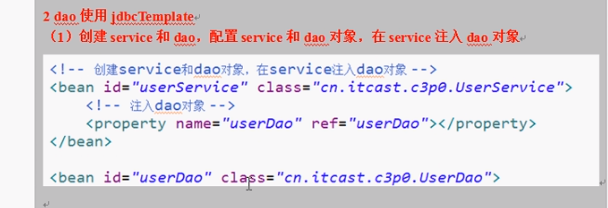 2 dao 使用 jdbcTemplate
（1）创建 service 和 dao，配置 service 和 dao 对象，在 service 注入 dao 对象
<!-- 创建service和dao对象，在service注入dao对象 -->
<bean id="userService" class="cn.itcast.c3p0.UserService">
<!-- 注入dao对象 -->
<property name="userDao" ref="userDao"></property>
</bean>
<bean id="userDao" class="cn.itcast.c3p0.UserDao">